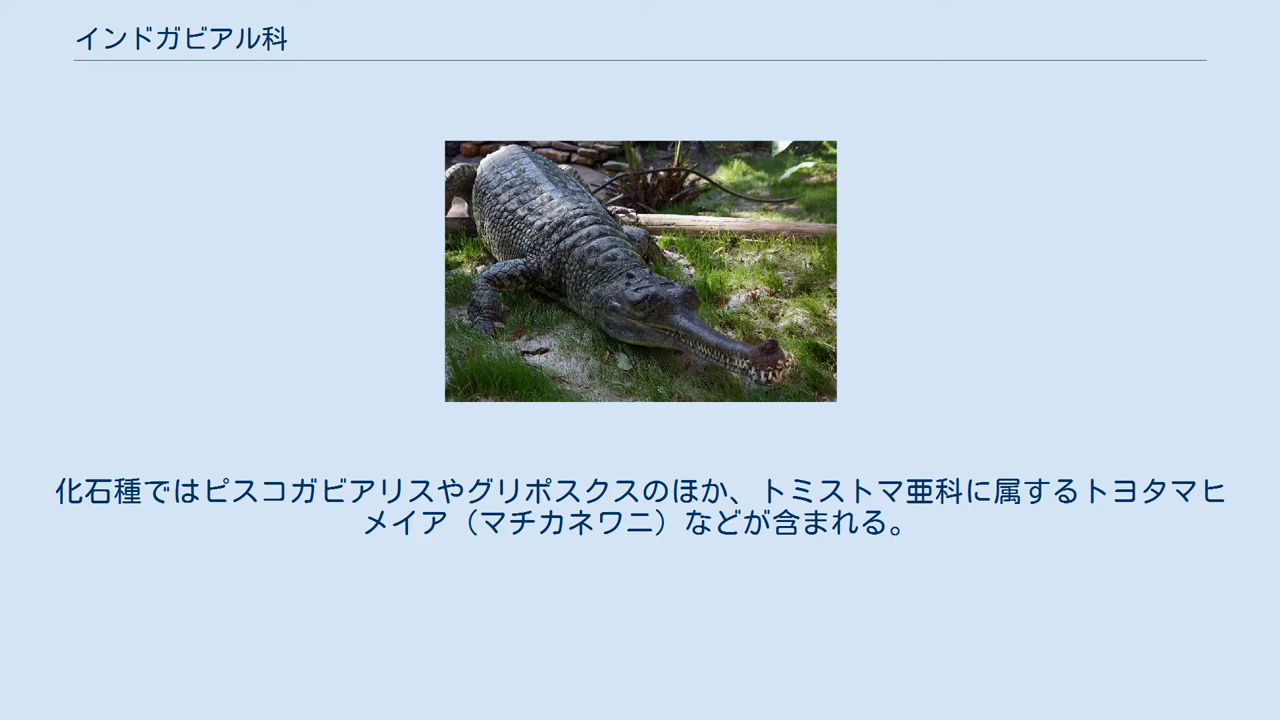 インドガビアル科
化石種ではピスコガビアリスやグリポスクスのほか、トミストマ亜科に属するトヨタマヒ
メイア（マチカネワニ）などが含まれる。